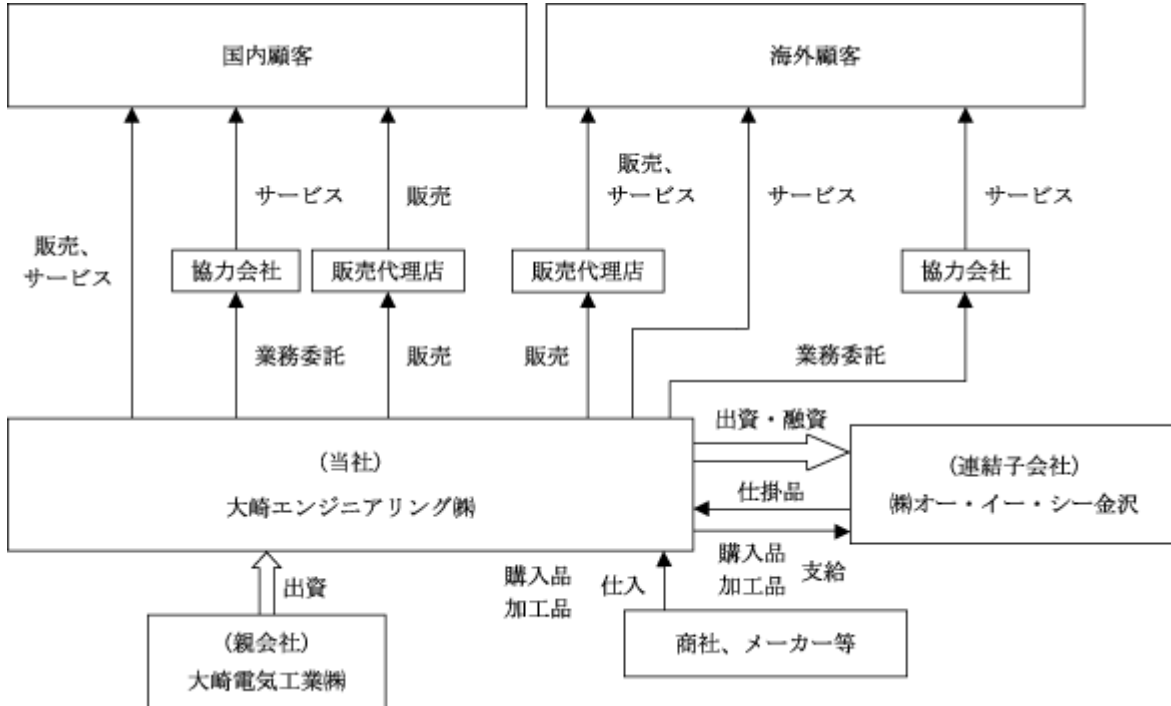 国内顧客
海外顧客
販売、
サービス
サービス
販売
販売、
サービス
サービス
サービス
協力会社
販売代理店
販売代理店
協力会社
業務委託
販売
販売
業務委託
出資・融資
(当社)
大崎エンジニアリング㈱
(連結子会社)
㈱オー・イー・シー金沢
仕掛品
購入品
加工品
支給
出資
購入品
加工品
仕入
(親会社)
大崎電気工業㈱
商社、メーカー等